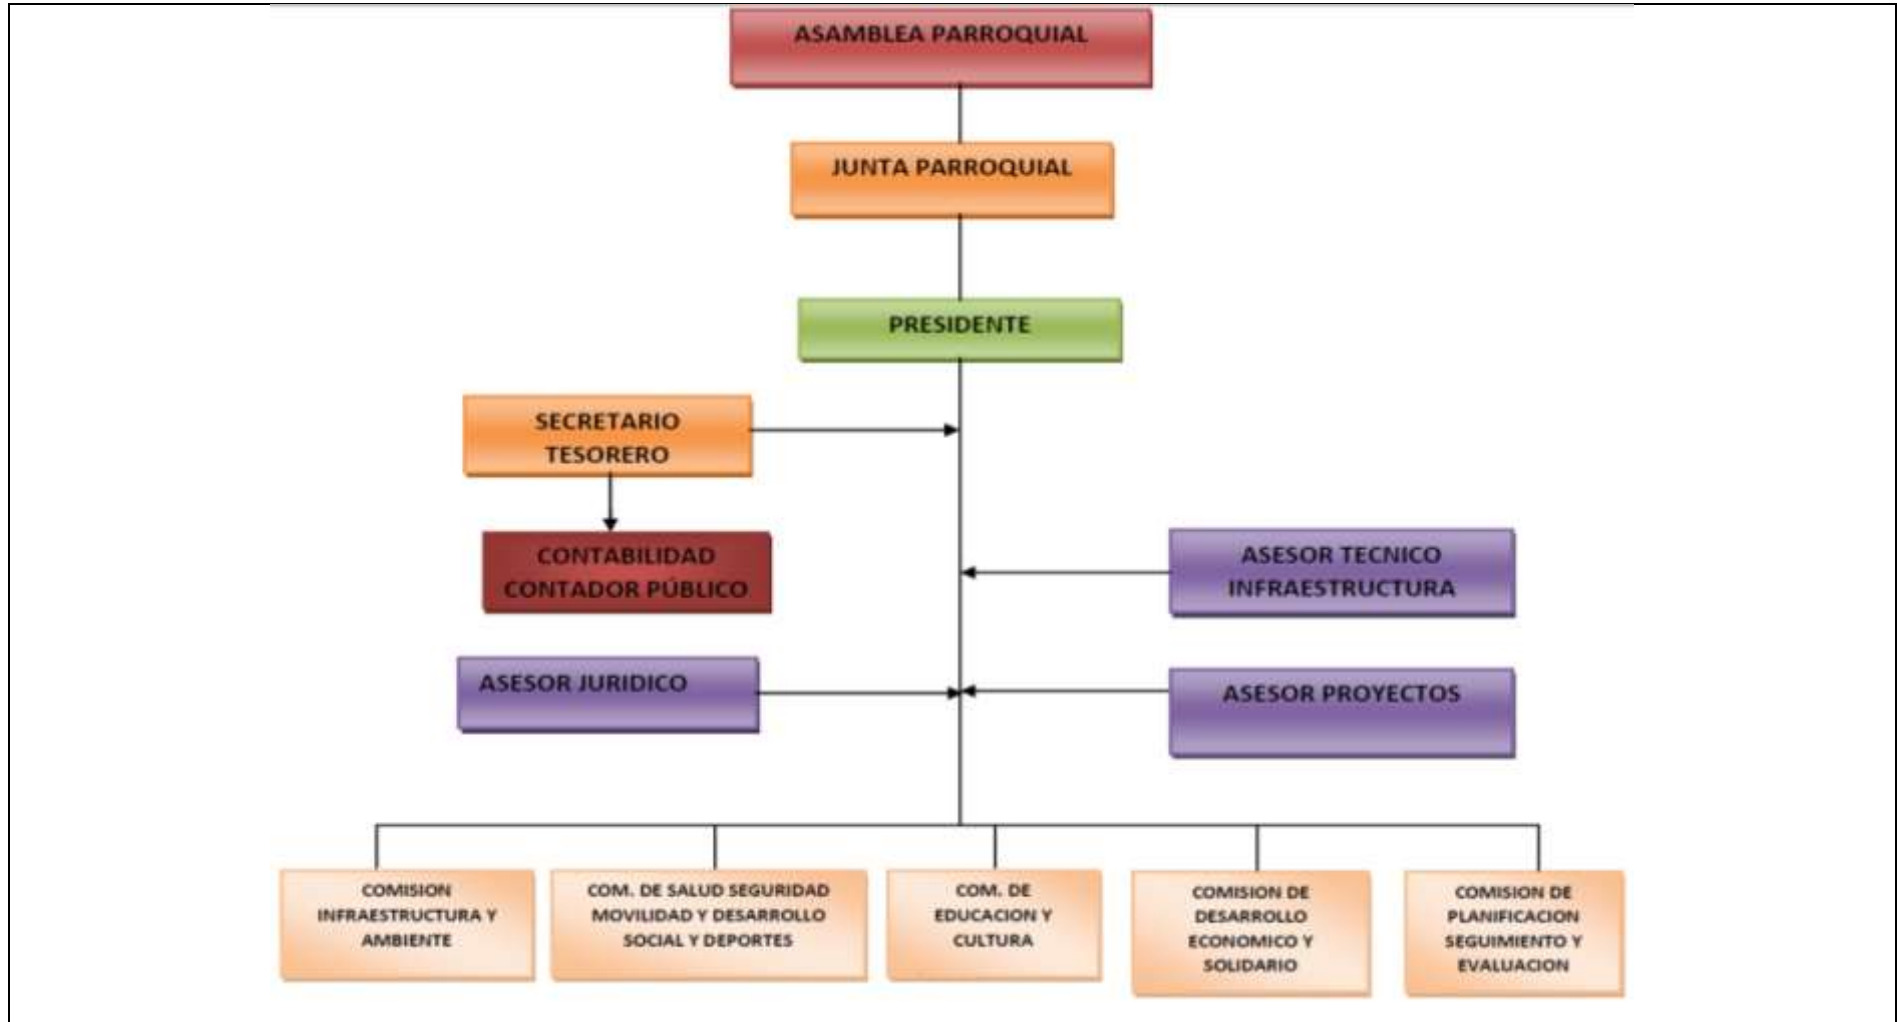 ASAMBLEA PARROQUIAL
JUNTA PARROQUIAL
PRESIDENTE
SECRETARIO
TESORERO
CONTABILIDAD
CONTADOR PÚBLICO
ASESOR TECNICO
INFRAESTRUCTURA
ASESOR JURIDICO
ASESOR PROYECTOS
COMISION
INFRAESTRUCTURA Y
AMBIENTE
COM. DE SALUD SEGURIDAD
MOVILIDAD Y DESARROLLO
SOCIAL Y DEPORTES
COM. DE
EDUCACION Y
CULTURA
COMISION DE
DESARROLLO
ECONOMICO Y
SOLIDARIO
COMISION DE
PLANIFICACION
SEGUIMIENTO Y
EVALUACION